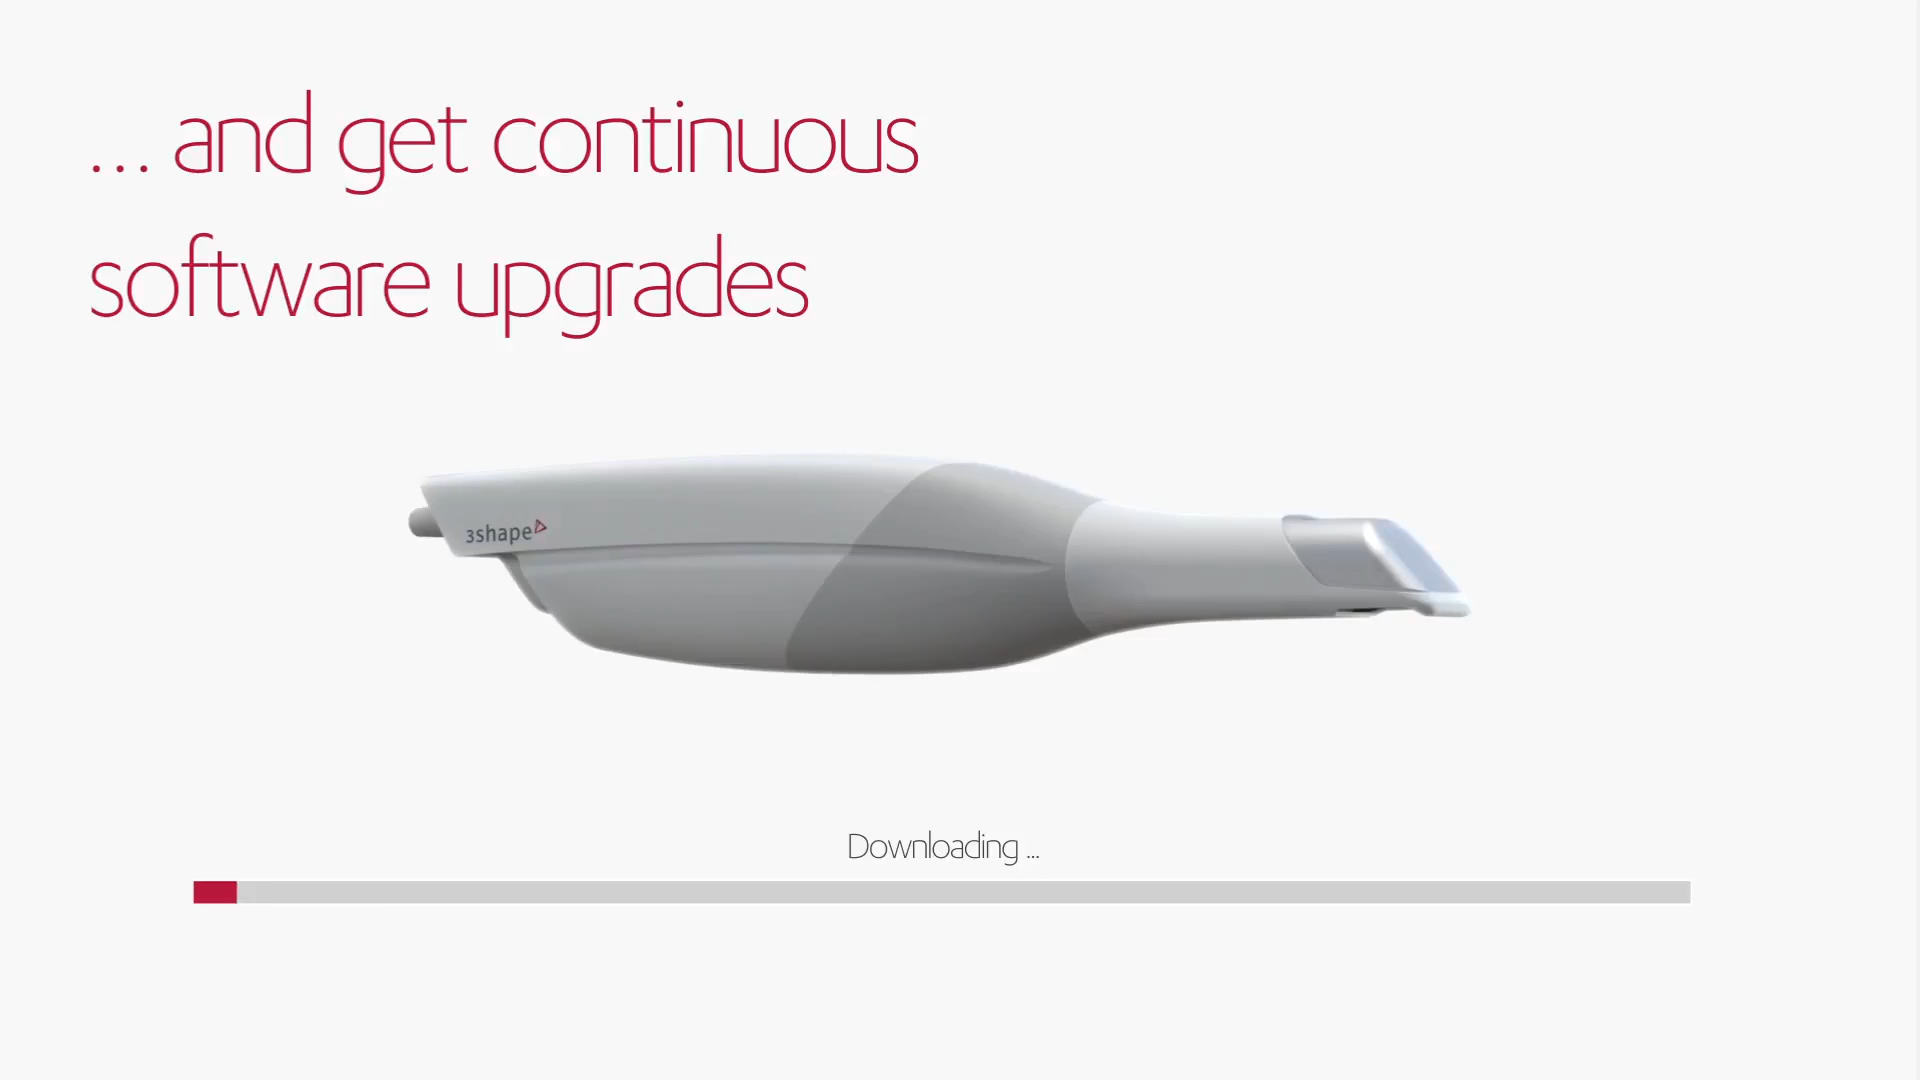 ... and get continuous
software upgrades
3shape
Downloading ...